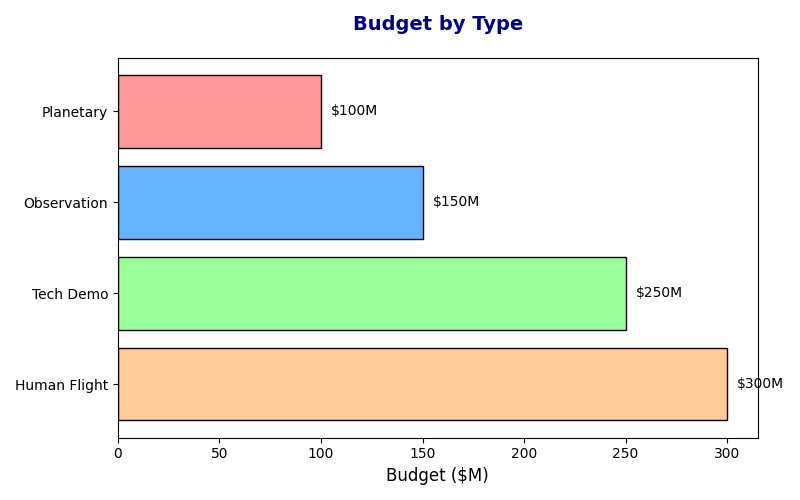 Budget by Type
Planetary
$100M
Observation
$150M
Tech Demo
$250M
Human Flight
$300M
0 50 100 150 200 250 300
Budget ($M)